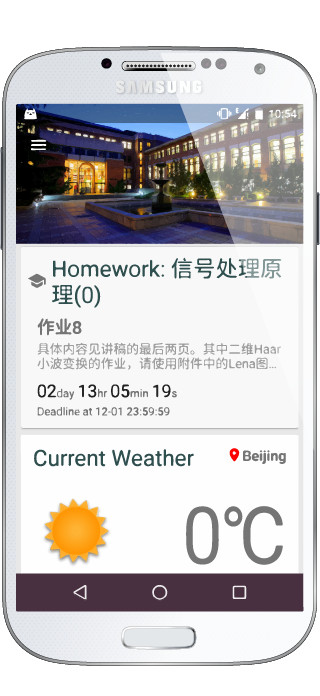 SAMSUNG
10:54
Homework: 信号处理原
理(0)
作业8
具体内容见讲稿的最后两页。其中二维Haar
小波变换的作业，请使用附件中的Lena图...
02day 13hr 05min 19s
Deadline at 12-01 23:59:59
Current Weather
Beijing
0°C